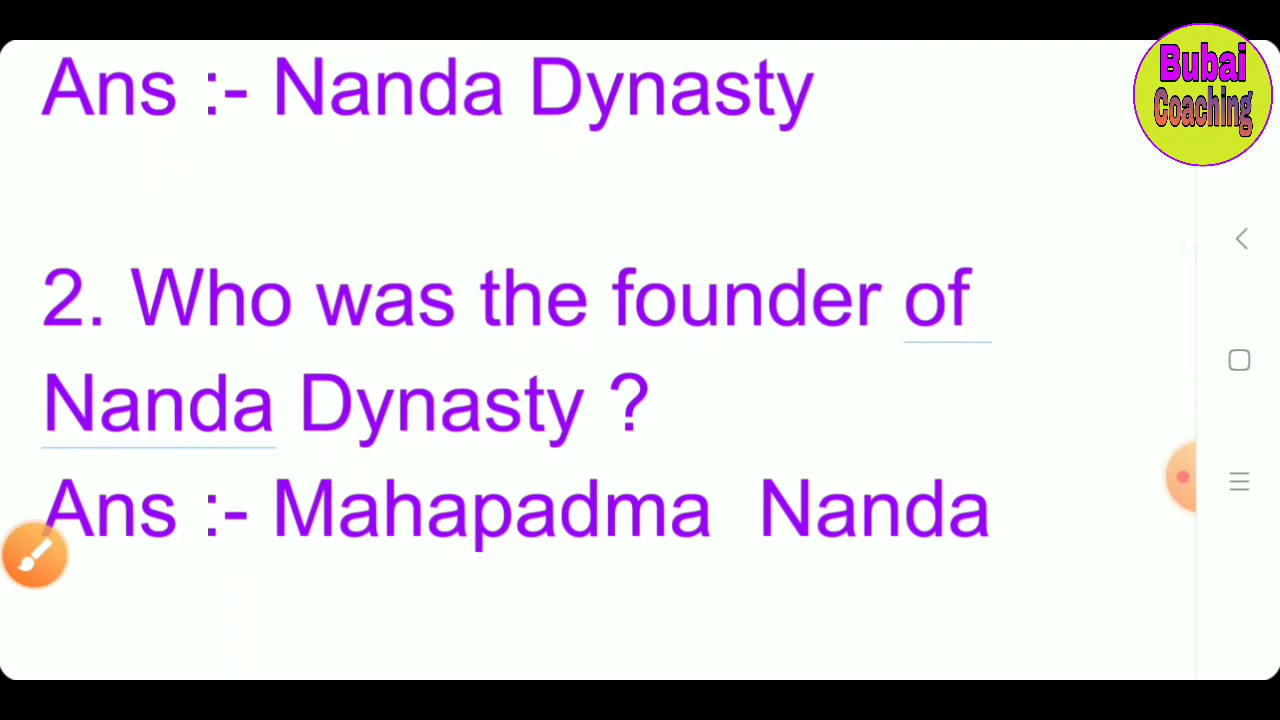 Ans :- Nanda Dynasty
Bubai
Coaching
2. Who was the founder of
Nanda Dynasty ?
Ans :- Mahapadma Nanda